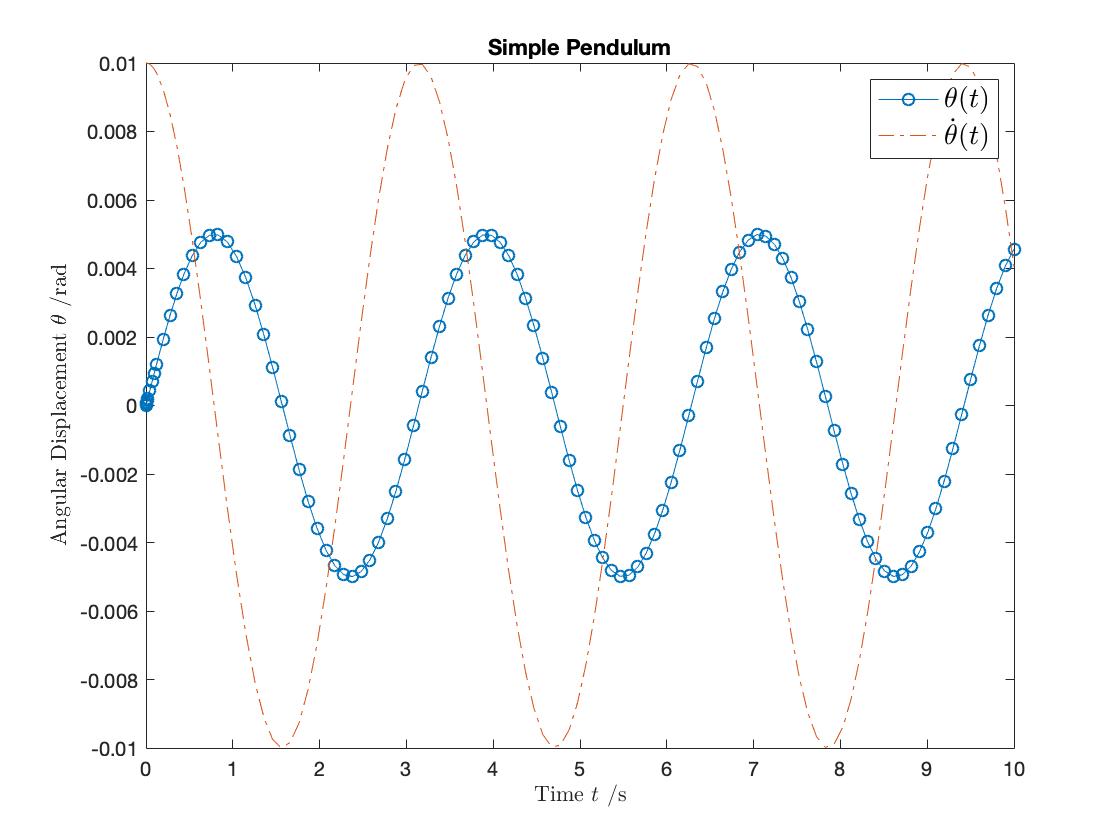 Simple Pendulum
0.01
0.008
0.006
0.004
0.002
0
-0.002
-0.004
-0.006
-0.008
-0.01
Angular Displacement θ /rad
θ(t)
θ̇(t)
0 1 2 3 4 5 6 7 8 9 10
Time t /s